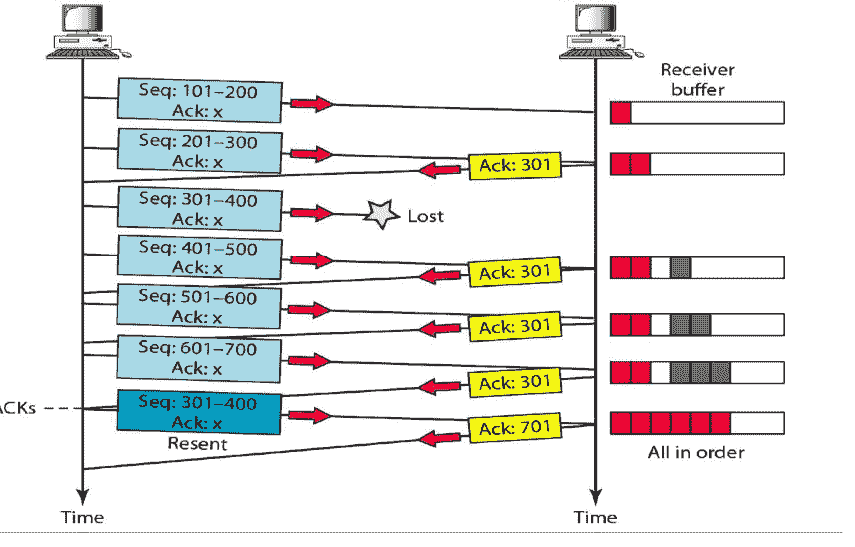 Receiver
buffer
Seq: 101–200
Ack: x
Seq: 201–300
Ack: x
Ack: 301
Seq: 301–400
Ack: x
Lost
Seq: 401–500
Ack: x
Ack: 301
Seq: 501–600
Ack: x
Ack: 301
Seq: 601–700
Ack: x
Ack: 301
ACKs
Seq: 301–400
Ack: x
Resent
Ack: 701
All in order
Time
Time